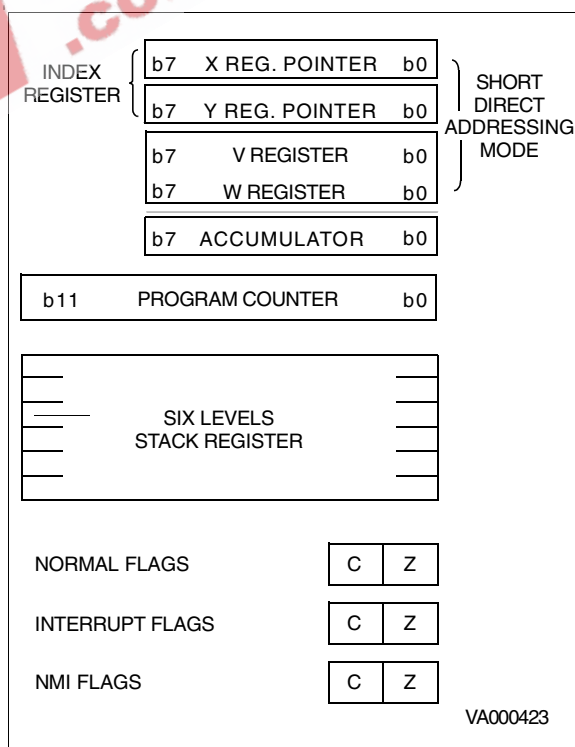 .co
INDEX
REGISTER
b7 X REG. POINTER b0
b7 Y REG. POINTER b0
b7 V REGISTER b0
b7 W REGISTER b0
SHORT
DIRECT
ADDRESSING
MODE
b7 ACCUMULATOR b0
b11 PROGRAM COUNTER b0
SIX LEVELS
STACK REGISTER
NORMAL FLAGS C Z
INTERRUPT FLAGS C Z
NMI FLAGS C Z
VA000423